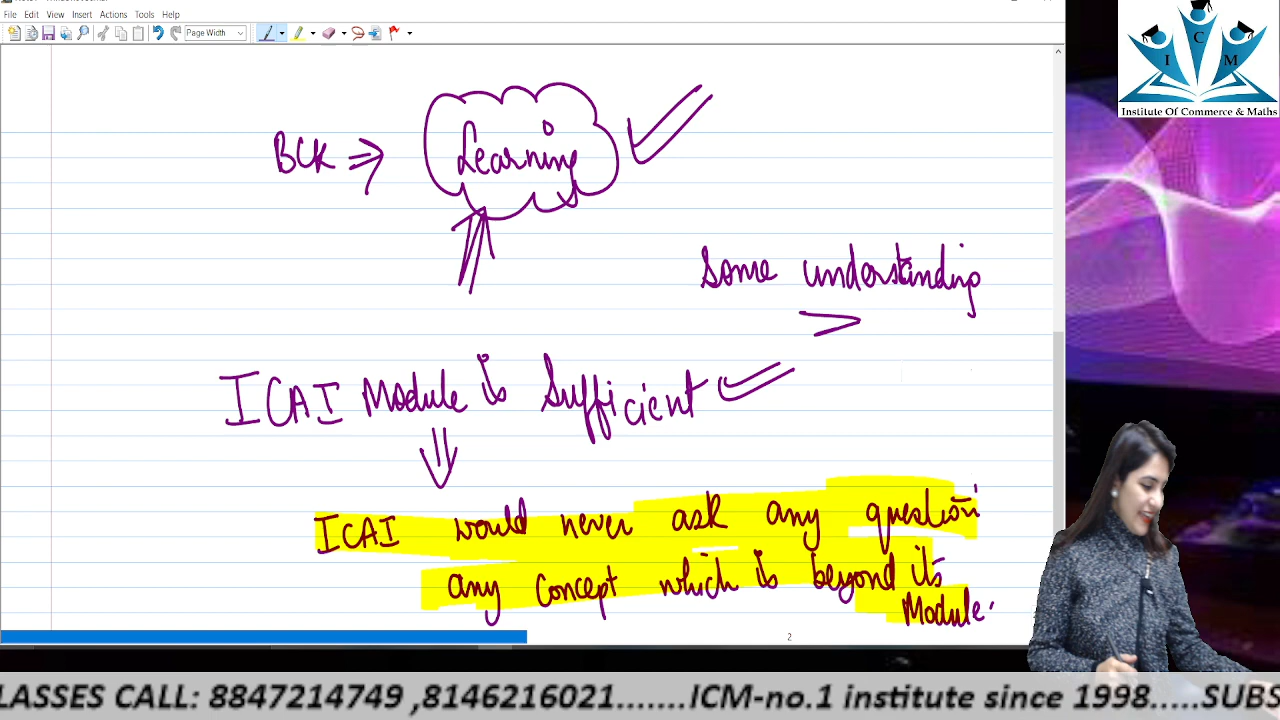 File Edit View Insert Actions Tools Help
Page Width
I C M
Institute Of Commerce & Maths
BCK ⇒ Learning
Some understanding
ICAI Module is Sufficient
ICAI would never ask any question
any concept which is beyond its
Module.
2
LASSES CALL: 8847214749 ,8146216021.......ICM-no.1 institute since 1998.....SUBS